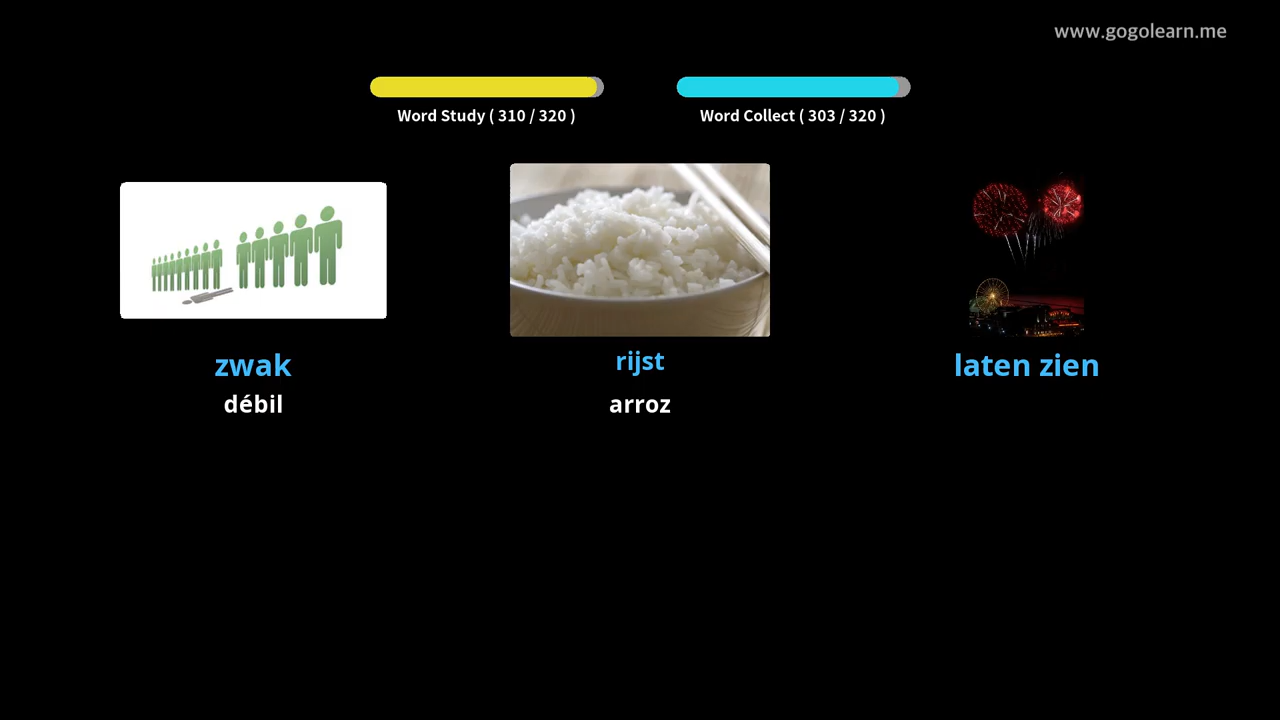 www.gogolearn.me
Word Study ( 310 / 320 )
Word Collect ( 303 / 320 )
zwak
débil
rijst
arroz
laten zien